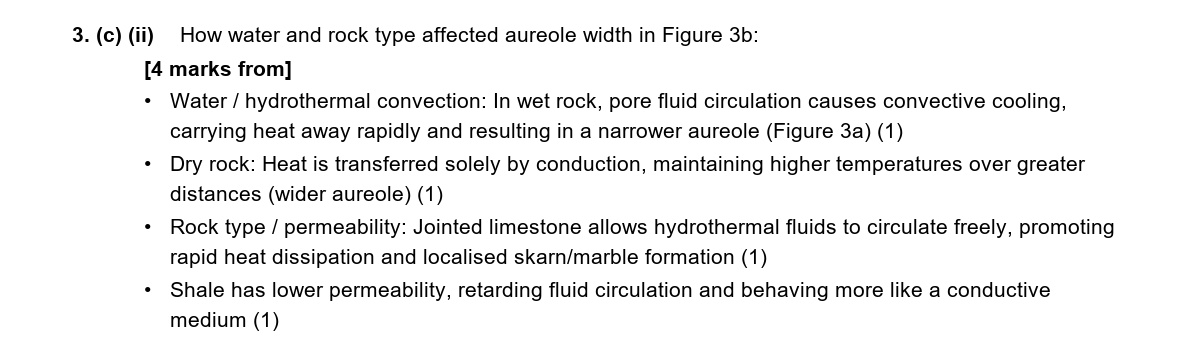 3. (c) (ii) How water and rock type affected aureole width in Figure 3b:
[4 marks from]
• Water / hydrothermal convection: In wet rock, pore fluid circulation causes convective cooling,
carrying heat away rapidly and resulting in a narrower aureole (Figure 3a) (1)
• Dry rock: Heat is transferred solely by conduction, maintaining higher temperatures over greater
distances (wider aureole) (1)
• Rock type / permeability: Jointed limestone allows hydrothermal fluids to circulate freely, promoting
rapid heat dissipation and localised skarn/marble formation (1)
• Shale has lower permeability, retarding fluid circulation and behaving more like a conductive
medium (1)